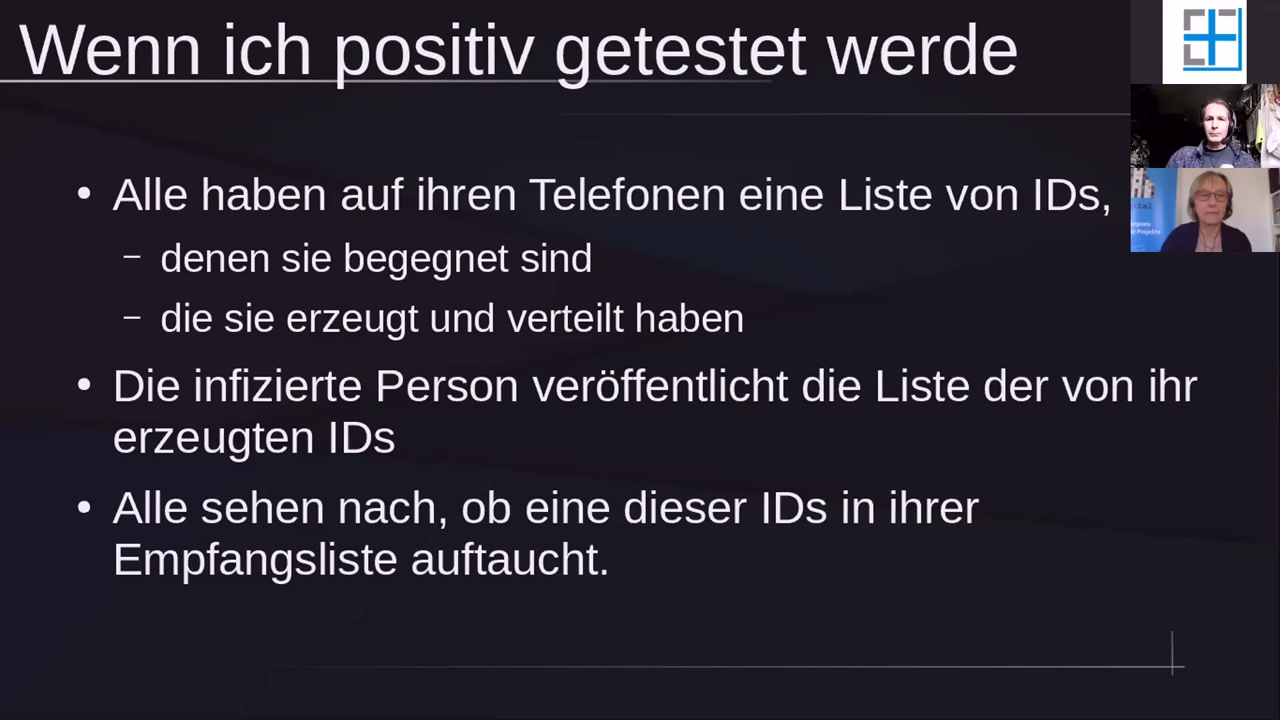 Wenn ich positiv getestet werde
• Alle haben auf ihren Telefonen eine Liste von IDs,
– denen sie begegnet sind
– die sie erzeugt und verteilt haben
• Die infizierte Person veröffentlicht die Liste der von ihr
erzeugten IDs
• Alle sehen nach, ob eine dieser IDs in ihrer
Empfangsliste auftaucht.